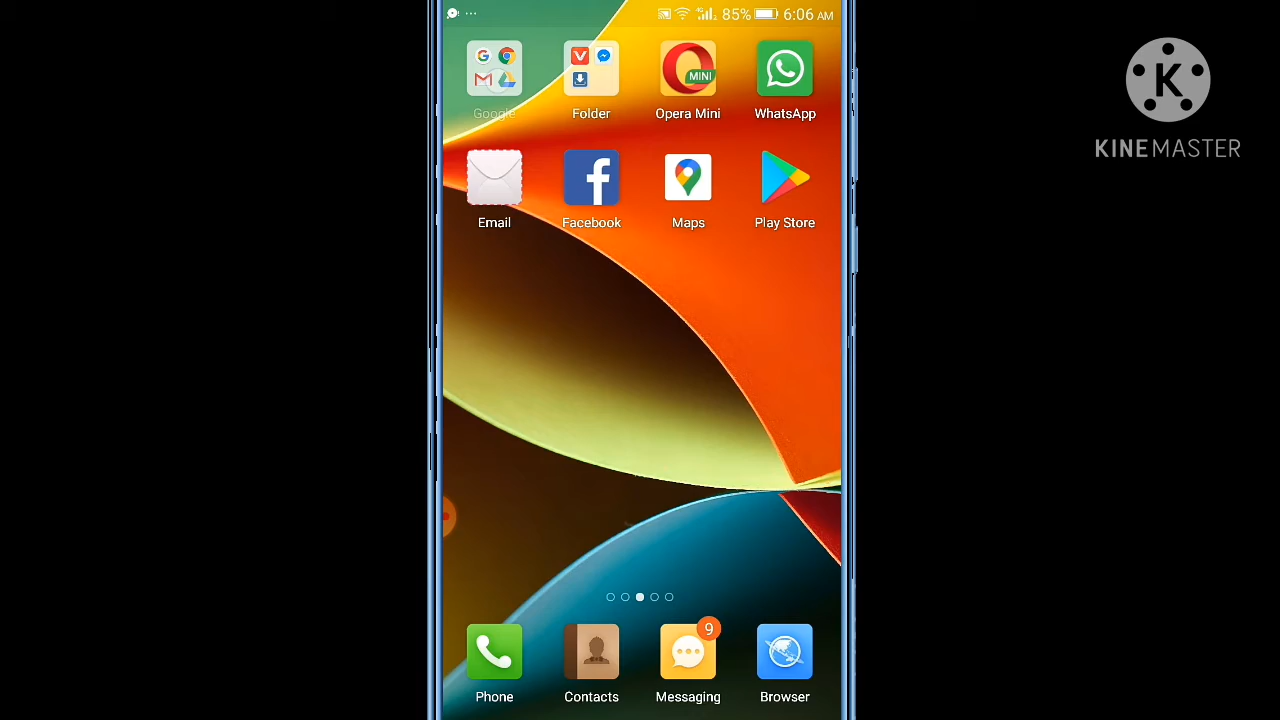 85% 6:06 AM
MINI
Google Folder Opera Mini WhatsApp
Email Facebook Maps Play Store
9
Phone Contacts Messaging Browser
K
KINEMASTER